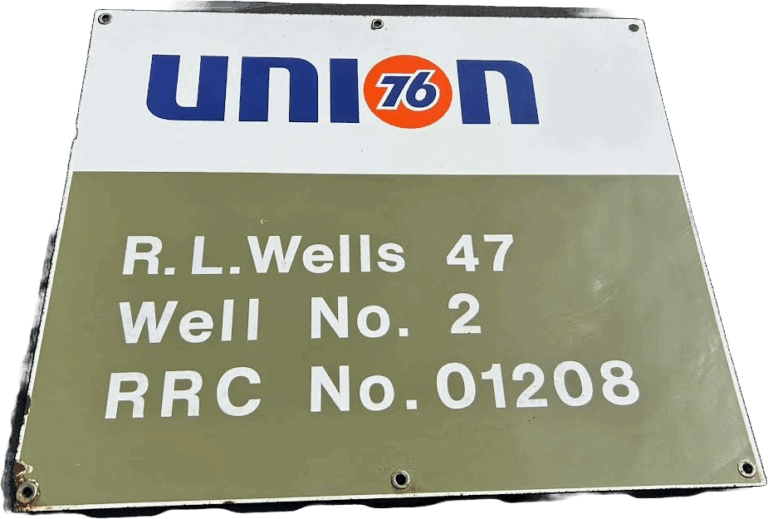 union 76
R.L.Wells 47
Well No. 2
RRC No. 01208